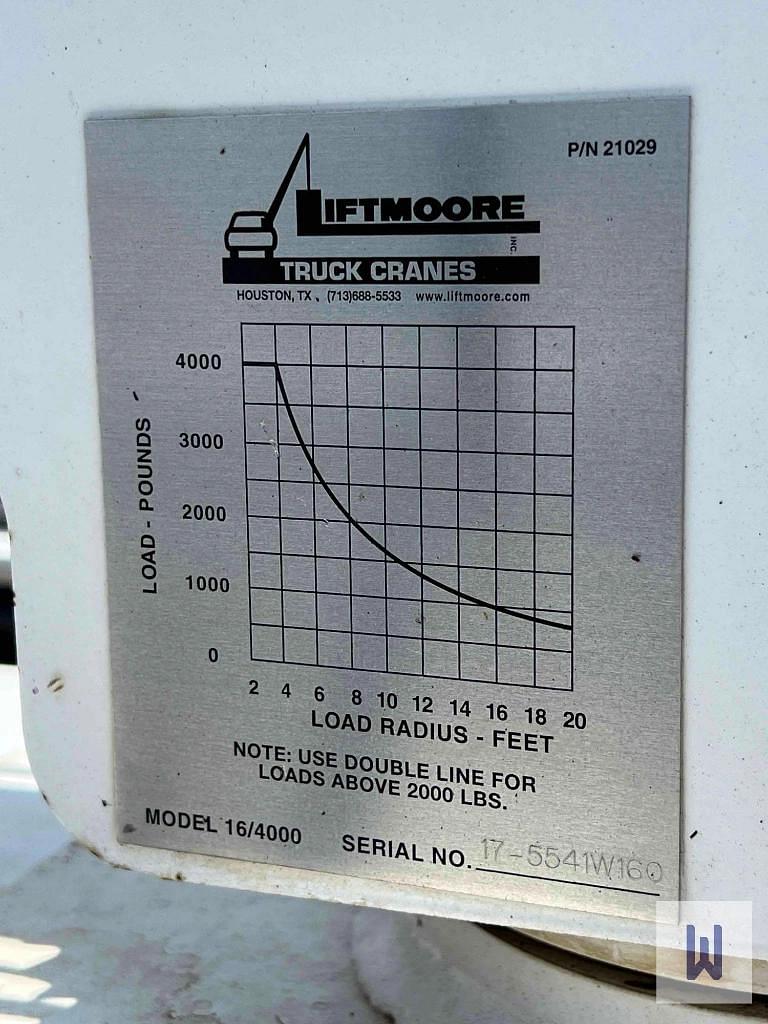 P/N 21029
LIFTMOORE
INC.
TRUCK CRANES
HOUSTON, TX . (713)688-5533 www.liftmoore.com
4000
3000
2000
1000
0
LOAD - POUNDS
2 4 6 8 10 12 14 16 18 20
LOAD RADIUS - FEET
NOTE: USE DOUBLE LINE FOR
LOADS ABOVE 2000 LBS.
MODEL 16/4000
SERIAL NO. 17-5541W160
W